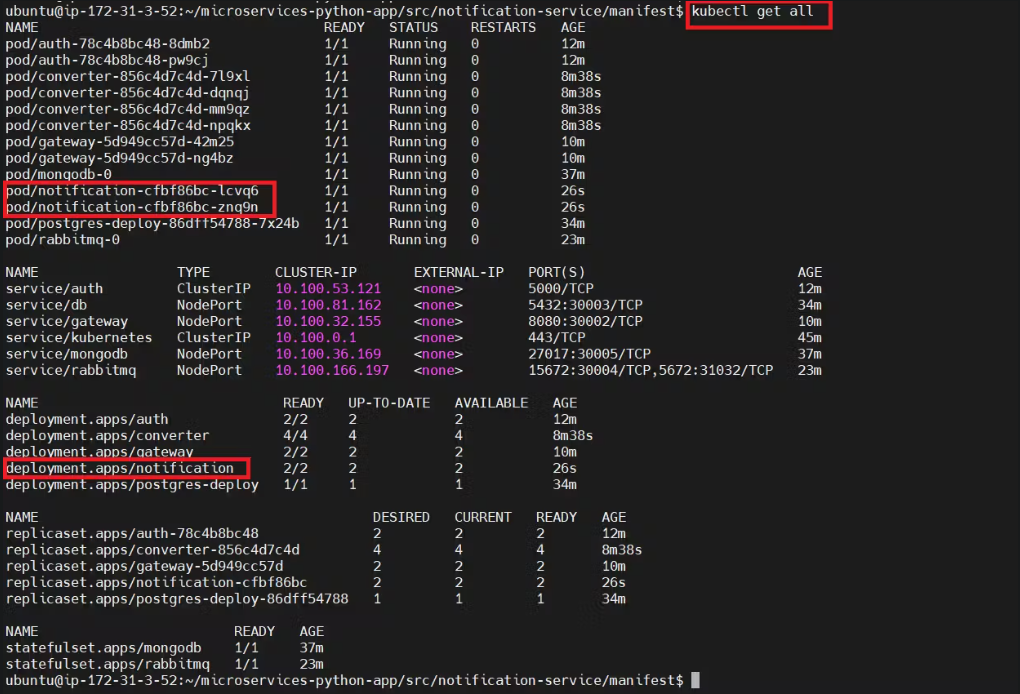 ubuntu@ip-172-31-3-52:~/microservices-python-app/src/notification-service/manifest$ kubectl get all
NAME READY STATUS RESTARTS AGE
pod/auth-78c4b8bc48-8dmb2 1/1 Running 0 12m
pod/auth-78c4b8bc48-pw9cj 1/1 Running 0 12m
pod/converter-856c4d7c4d-7l9xl 1/1 Running 0 8m38s
pod/converter-856c4d7c4d-dqnqj 1/1 Running 0 8m38s
pod/converter-856c4d7c4d-mm9qz 1/1 Running 0 8m38s
pod/converter-856c4d7c4d-npqkx 1/1 Running 0 8m38s
pod/gateway-5d949cc57d-42m25 1/1 Running 0 10m
pod/gateway-5d949cc57d-ng4bz 1/1 Running 0 10m
pod/mongodb-0 1/1 Running 0 37m
pod/notification-cfbf86bc-lcvq6 1/1 Running 0 26s
pod/notification-cfbf86bc-znq9n 1/1 Running 0 26s
pod/postgres-deploy-86dff54788-7x24b 1/1 Running 0 34m
pod/rabbitmq-0 1/1 Running 0 23m
NAME TYPE CLUSTER-IP EXTERNAL-IP PORT(S) AGE
service/auth ClusterIP 10.100.53.121 <none> 5000/TCP 12m
service/db NodePort 10.100.81.162 <none> 5432:30003/TCP 34m
service/gateway NodePort 10.100.32.155 <none> 8080:30002/TCP 10m
service/kubernetes ClusterIP 10.100.0.1 <none> 443/TCP 45m
service/mongodb NodePort 10.100.36.169 <none> 27017:30005/TCP 37m
service/rabbitmq NodePort 10.100.166.197 <none> 15672:30004/TCP,5672:31032/TCP 23m
NAME READY UP-TO-DATE AVAILABLE AGE
deployment.apps/auth 2/2 2 2 12m
deployment.apps/converter 4/4 4 4 8m38s
deployment.apps/gateway 2/2 2 2 10m
deployment.apps/notification 2/2 2 2 26s
deployment.apps/postgres-deploy 1/1 1 1 34m
NAME DESIRED CURRENT READY AGE
replicaset.apps/auth-78c4b8bc48 2 2 2 12m
replicaset.apps/converter-856c4d7c4d 4 4 4 8m38s
replicaset.apps/gateway-5d949cc57d 2 2 2 10m
replicaset.apps/notification-cfbf86bc 2 2 2 26s
replicaset.apps/postgres-deploy-86dff54788 1 1 1 34m
NAME READY AGE
statefulset.apps/mongodb 1/1 37m
statefulset.apps/rabbitmq 1/1 23m
ubuntu@ip-172-31-3-52:~/microservices-python-app/src/notification-service/manifest$